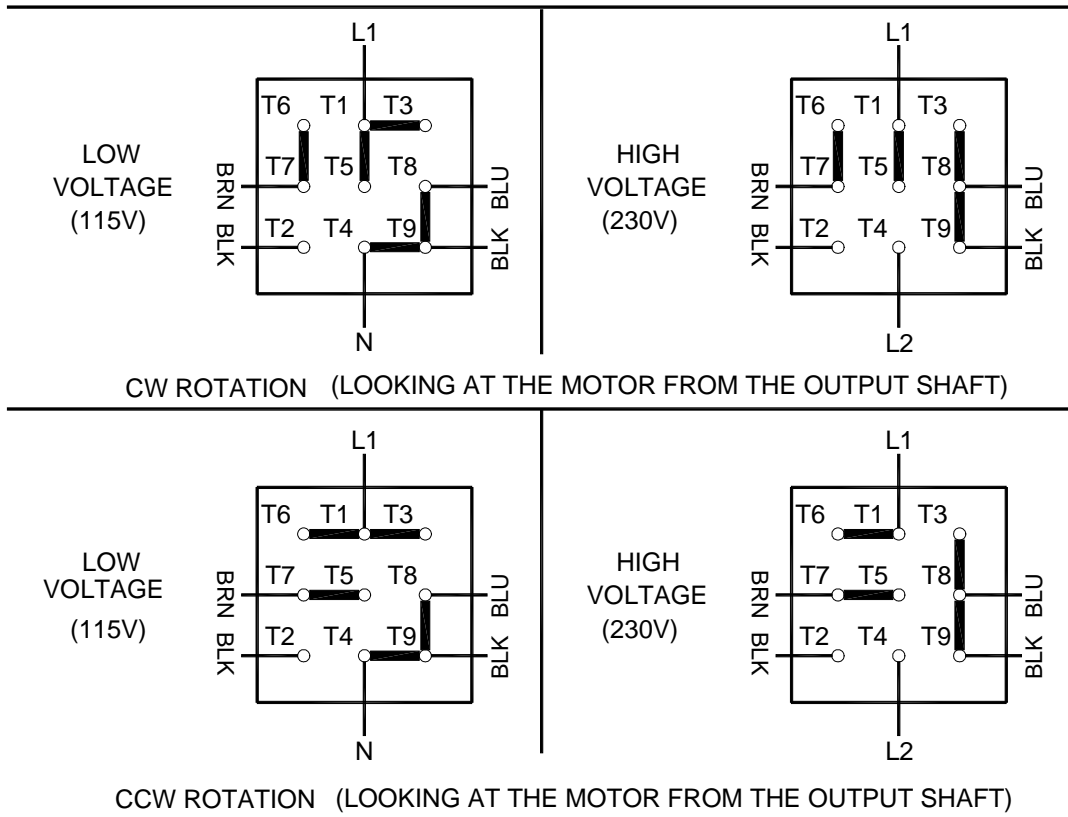 L1
T6 T1 T3
LOW
VOLTAGE
(115V)
BRN T7 T5 T8 BLU
BLK T2 T4 T9 BLK
N
L1
T6 T1 T3
HIGH
VOLTAGE
(230V)
BRN T7 T5 T8 BLU
BLK T2 T4 T9 BLK
L2
CW ROTATION (LOOKING AT THE MOTOR FROM THE OUTPUT SHAFT)
L1
T6 T1 T3
LOW
VOLTAGE
(115V)
BRN T7 T5 T8 BLU
BLK T2 T4 T9 BLK
N
L1
T6 T1 T3
HIGH
VOLTAGE
(230V)
BRN T7 T5 T8 BLU
BLK T2 T4 T9 BLK
L2
CCW ROTATION (LOOKING AT THE MOTOR FROM THE OUTPUT SHAFT)